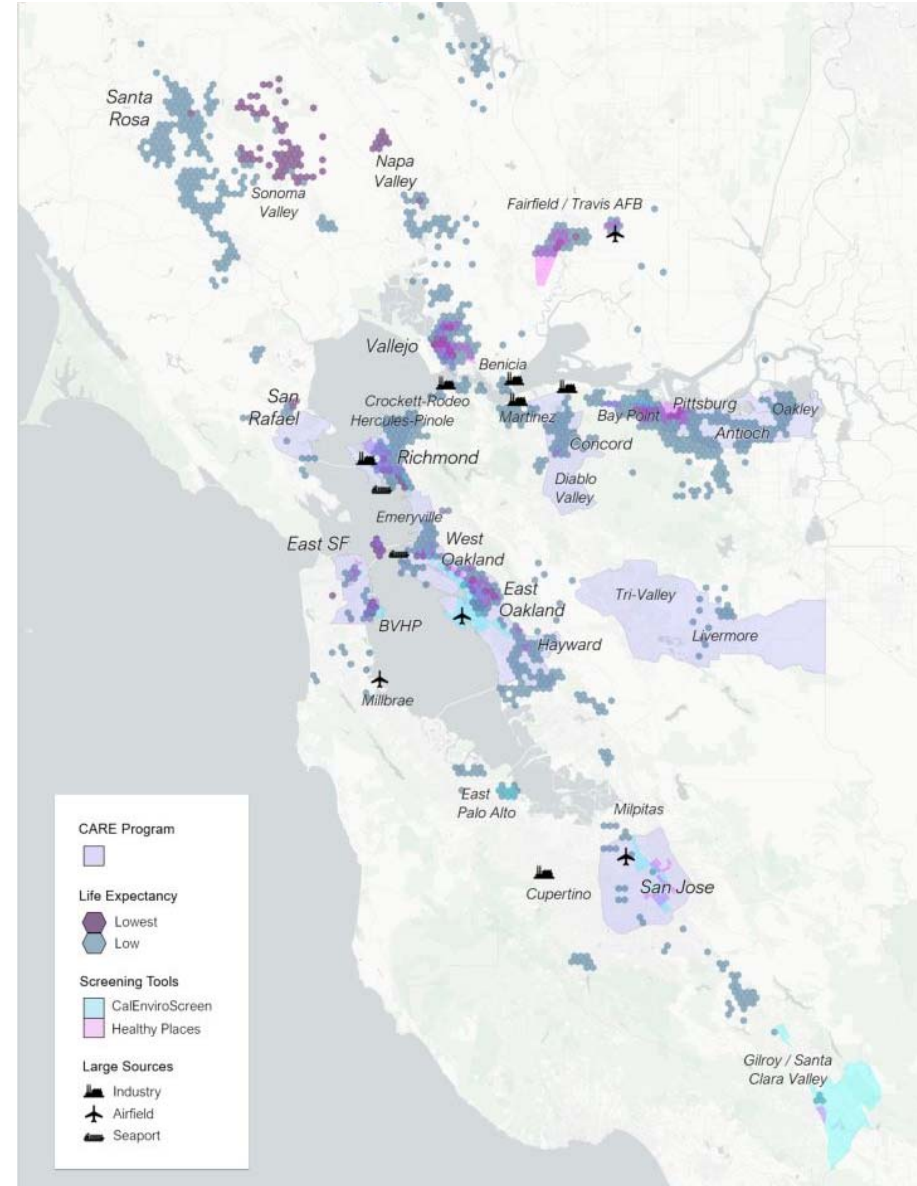 Santa
Rosa
Sonoma
Valley
Napa
Valley
Fairfield / Travis AFB
Vallejo
Benicia
San
Rafael
Crockett-Rodeo
Hercules-Pinole
Martinez
Bay Point
Pittsburg
Oakley
Antioch
Concord
Richmond
Diablo
Valley
Emeryville
East SF
West
Oakland
East
Oakland
Tri-Valley
BVHP
Hayward
Livermore
Millbrae
East
Palo Alto
Milpitas
Cupertino
San Jose
Gilroy / Santa
Clara Valley
CARE Program
Life Expectancy
Lowest
Low
Screening Tools
CalEnviroScreen
Healthy Places
Large Sources
Industry
Airfield
Seaport